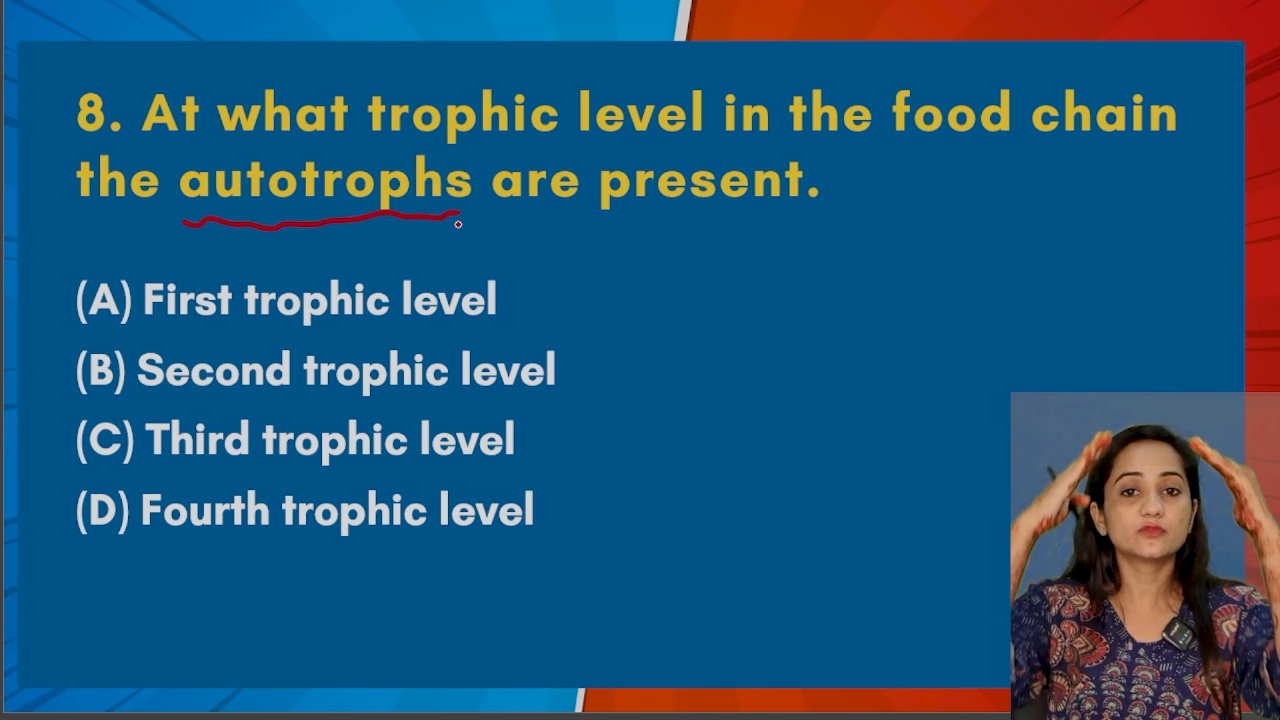 8. At what trophic level in the food chain
the autotrophs are present.
(A) First trophic level
(B) Second trophic level
(C) Third trophic level
(D) Fourth trophic level